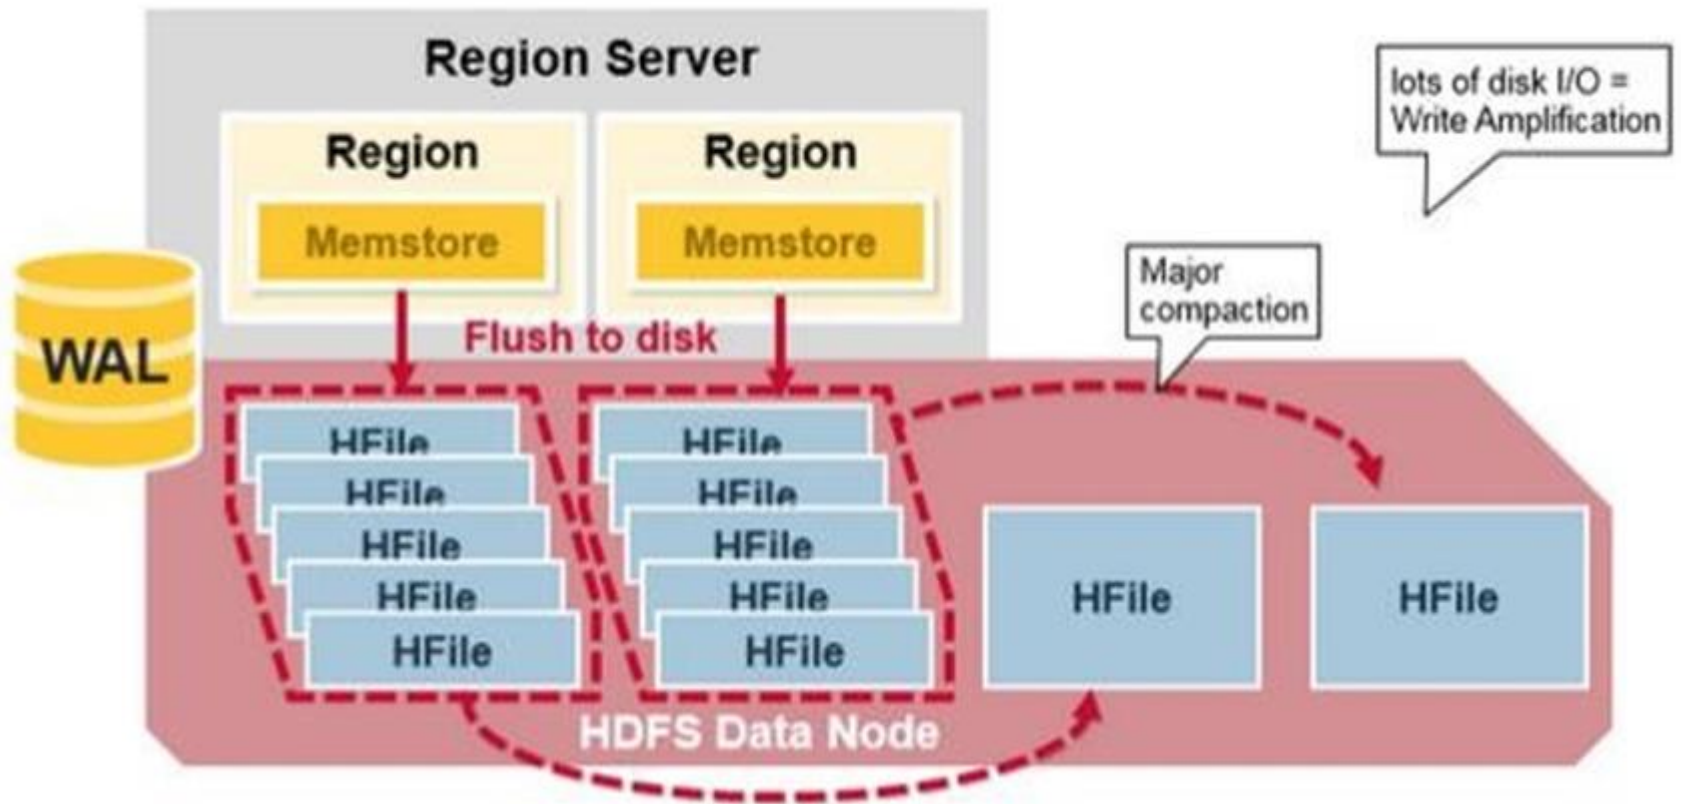 Region Server
lots of disk I/O =
Write Amplification
Region
Region
Memstore
Memstore
Major
compaction
Flush to disk
WAL
HFile
HFile
HFile
HFile
HFile
HFile
HFile
HFile
HFile
HFile
HFile
HFile
HDFS Data Node